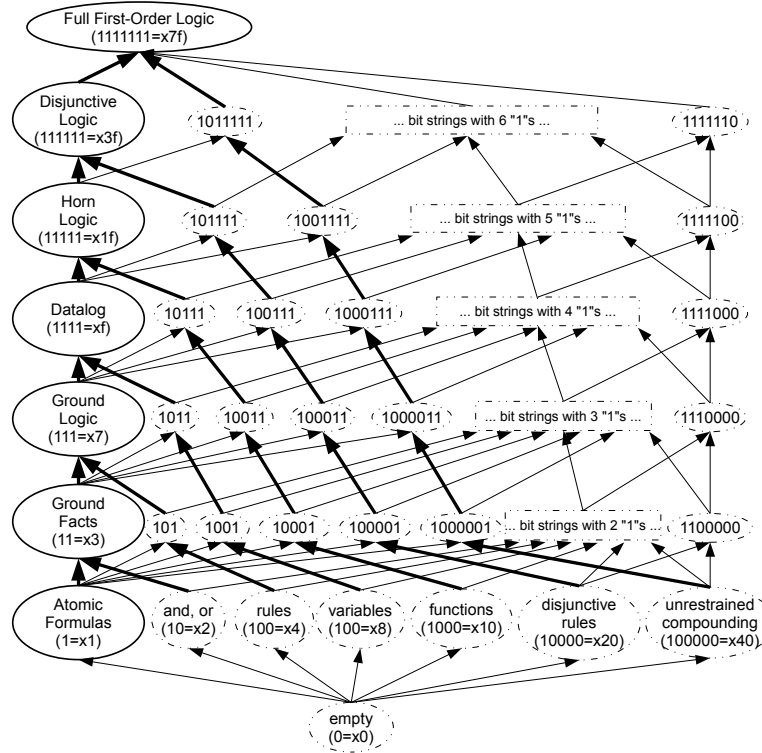 Full First-Order Logic
(1111111=x7f)
Disjunctive
Logic
(111111=x3f)
1011111
... bit strings with 6 "1"s ...
1111110
Horn
Logic
(11111=x1f)
101111
1001111
... bit strings with 5 "1"s ...
1111100
Datalog
(1111=xf)
10111
100111
1000111
... bit strings with 4 "1"s ...
1111000
Ground
Logic
(111=x7)
1011
10011
100011
1000011
... bit strings with 3 "1"s ...
1110000
Ground
Facts
(11=x3)
101
1001
10001
100001
1000001
... bit strings with 2 "1"s ...
1100000
Atomic
Formulas
(1=x1)
and, or
(10=x2)
rules
(100=x4)
variables
(100=x8)
functions
(1000=x10)
disjunctive
rules
(10000=x20)
unrestrained
compounding
(100000=x40)
empty
(0=x0)